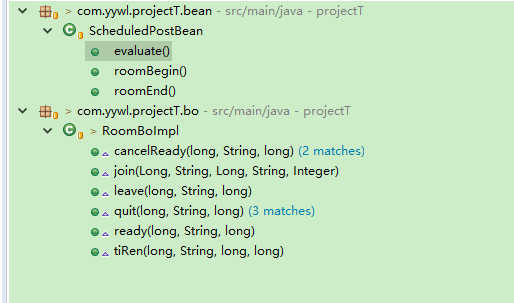 > com.yywl.projectT.bean - src/main/java - projectT
ScheduledPostBean
evaluate()
roomBegin()
roomEnd()
> com.yywl.projectT.bo - src/main/java - projectT
> RoomBoImpl
cancelReady(long, String, long) (2 matches)
join(Long, String, Long, String, Integer)
leave(long, String, long)
quit(long, String, long) (3 matches)
ready(long, String, long)
tiRen(long, String, long, long)